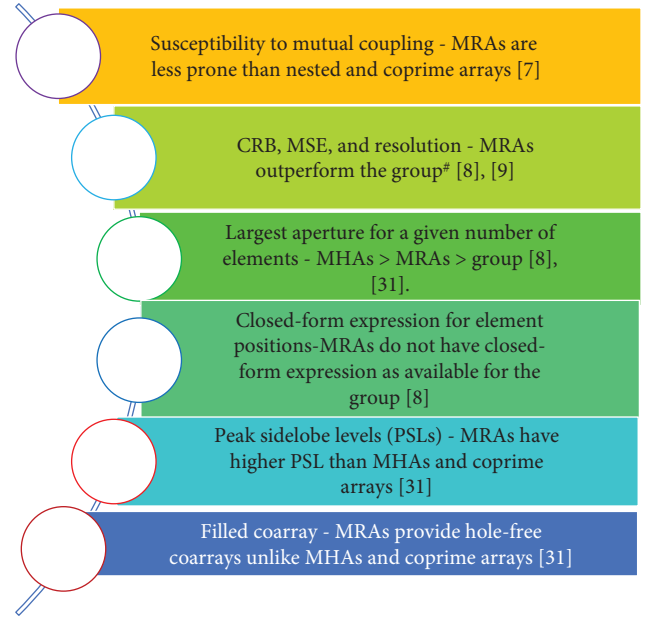 Susceptibility to mutual coupling - MRAs are
less prone than nested and coprime arrays [7]
CRB, MSE, and resolution - MRAs
outperform the group# [8], [9]
Largest aperture for a given number of
elements - MHAs > MRAs > group [8],
[31].
Closed-form expression for element
positions-MRAs do not have closed-
form expression as available for the
group [8]
Peak sidelobe levels (PSLs) - MRAs have
higher PSL than MHAs and coprime
arrays [31]
Filled coarray - MRAs provide hole-free
coarrays unlike MHAs and coprime arrays [31]